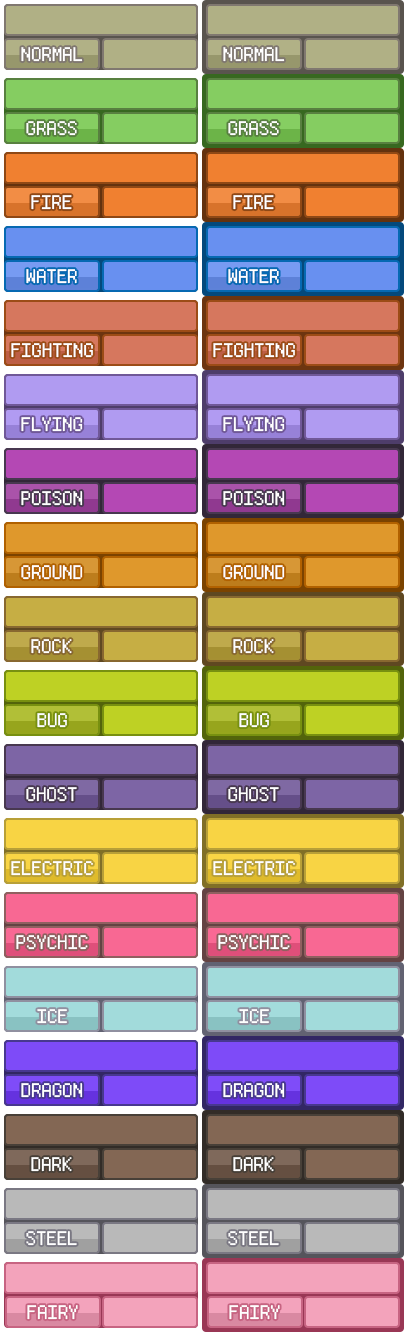 NORMAL NORMAL
GRASS GRASS
FIRE FIRE
WATER WATER
FIGHTING FIGHTING
FLYING FLYING
POISON POISON
GROUND GROUND
ROCK ROCK
BUG BUG
GHOST GHOST
ELECTRIC ELECTRIC
PSYCHIC PSYCHIC
ICE ICE
DRAGON DRAGON
DARK DARK
STEEL STEEL
FAIRY FAIRY